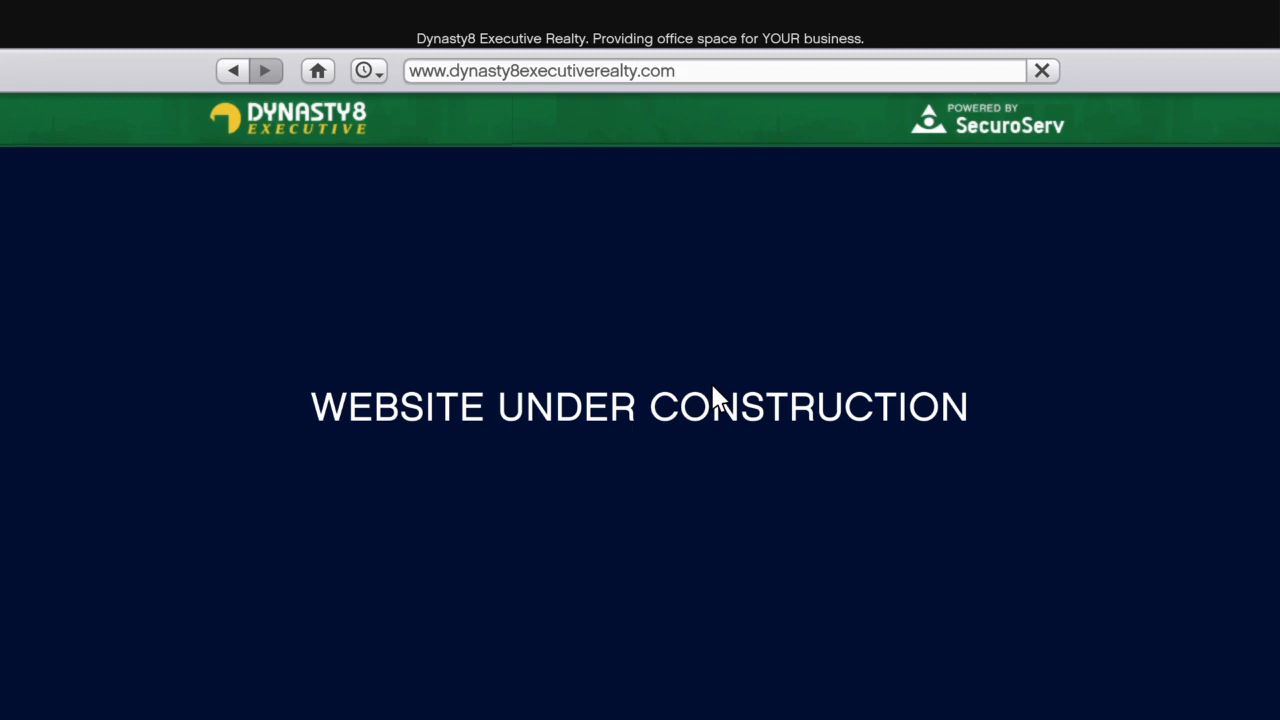 Dynasty8 Executive Realty. Providing office space for YOUR business.
www.dynasty8executiverealty.com
DYNASTY8
EXECUTIVE
POWERED BY
SecuroServ
WEBSITE UNDER CONSTRUCTION